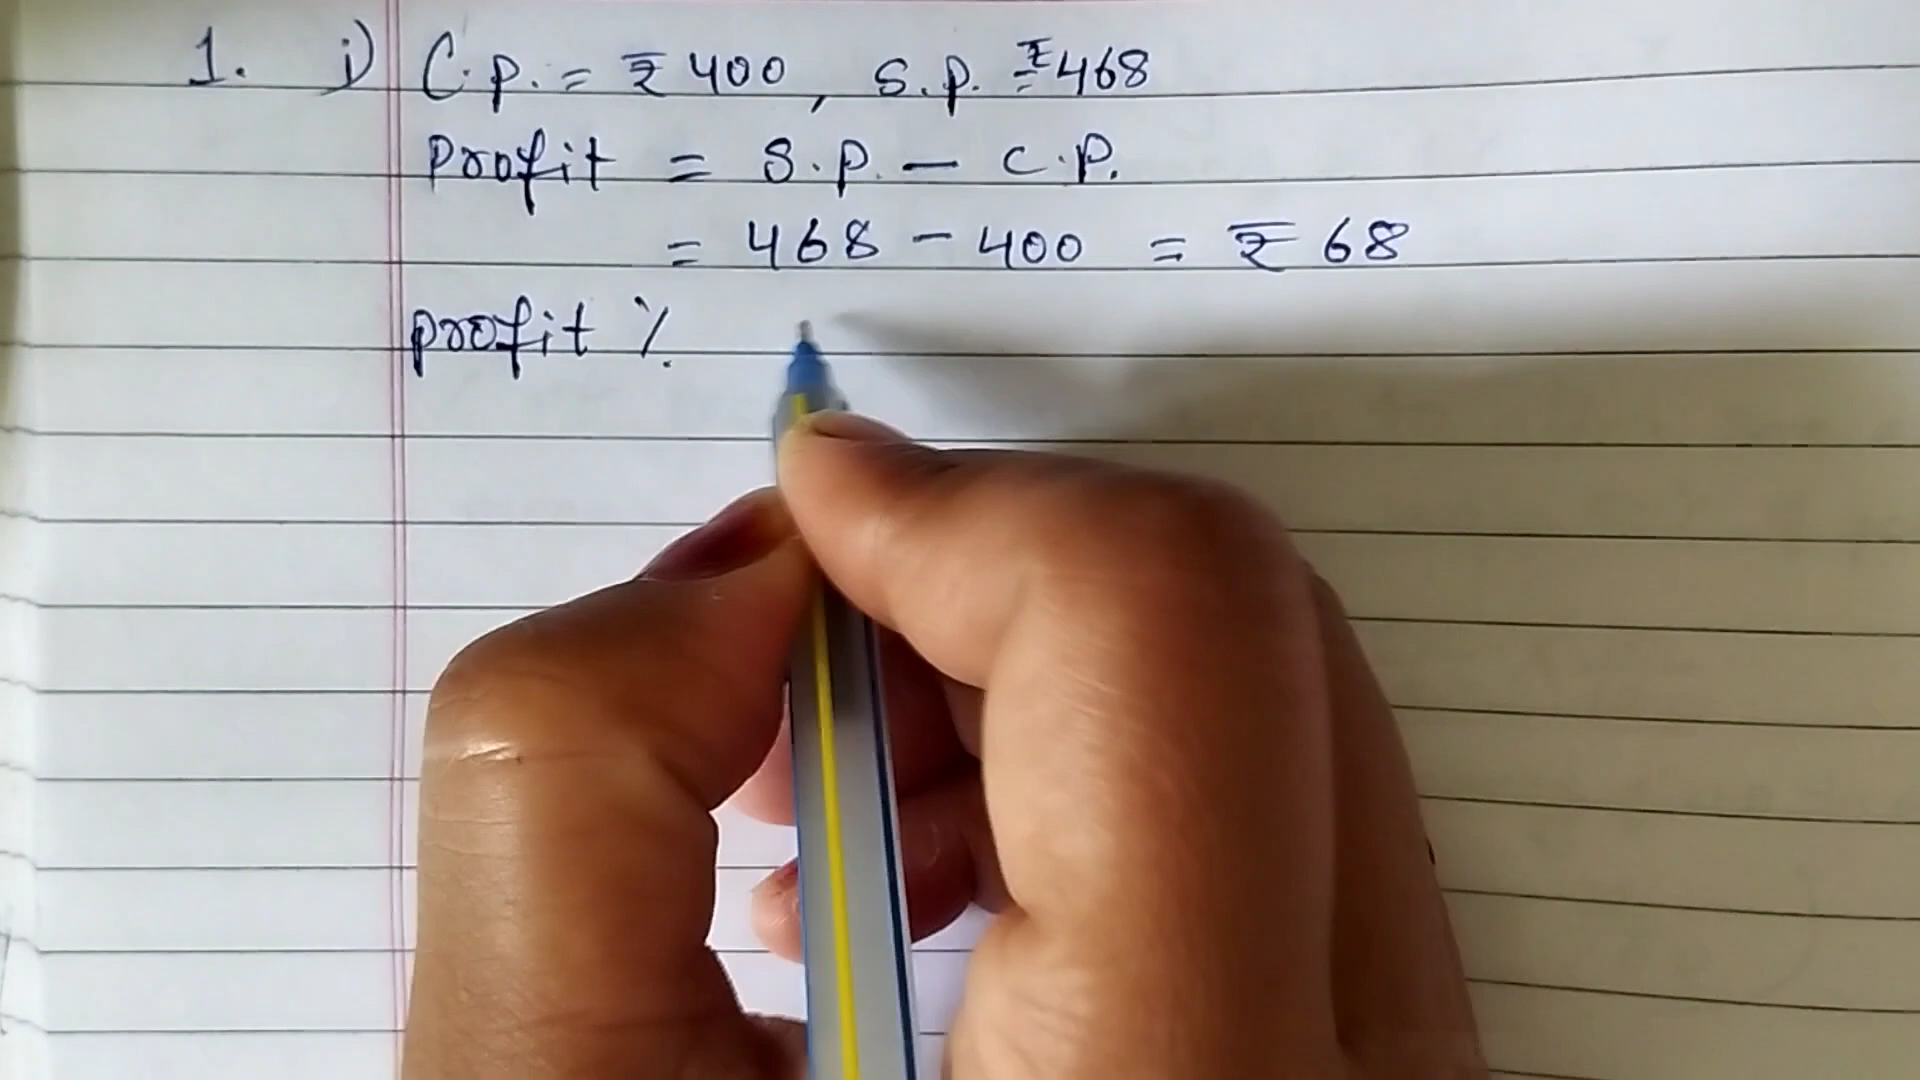 1. i) C.P. = ₹ 400, S.P. = ₹468
Profit = S.P. - C.P.
= 468 - 400 = ₹ 68
profit %